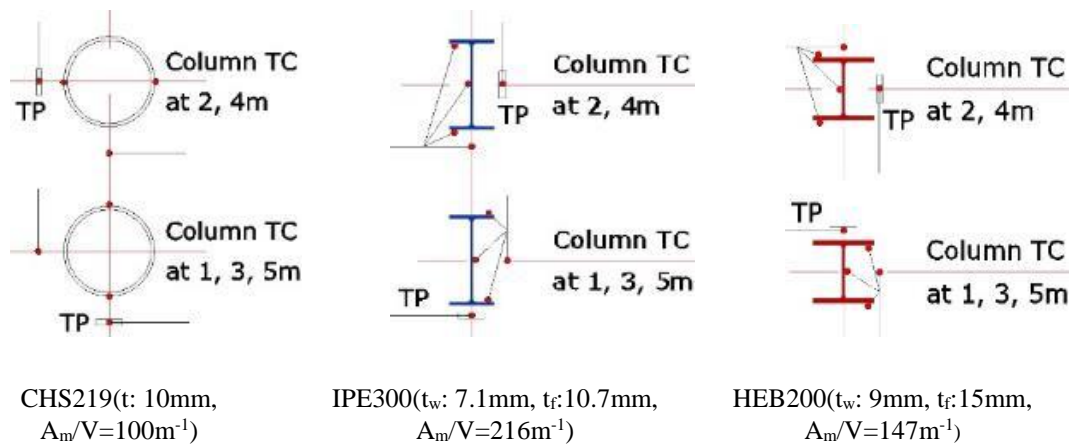 Column TC
at 2, 4m
TP
Column TC
at 1, 3, 5m
TP
Column TC
at 2, 4m
TP
Column TC
at 1, 3, 5m
TP
Column TC
at 2, 4m
TP
TP
Column TC
at 1, 3, 5m
CHS219(t: 10mm,
Am/V=100m-1)
IPE300(tw: 7.1mm, tf:10.7mm,
Am/V=216m-1)
HEB200(tw: 9mm, tf:15mm,
Am/V=147m-1)